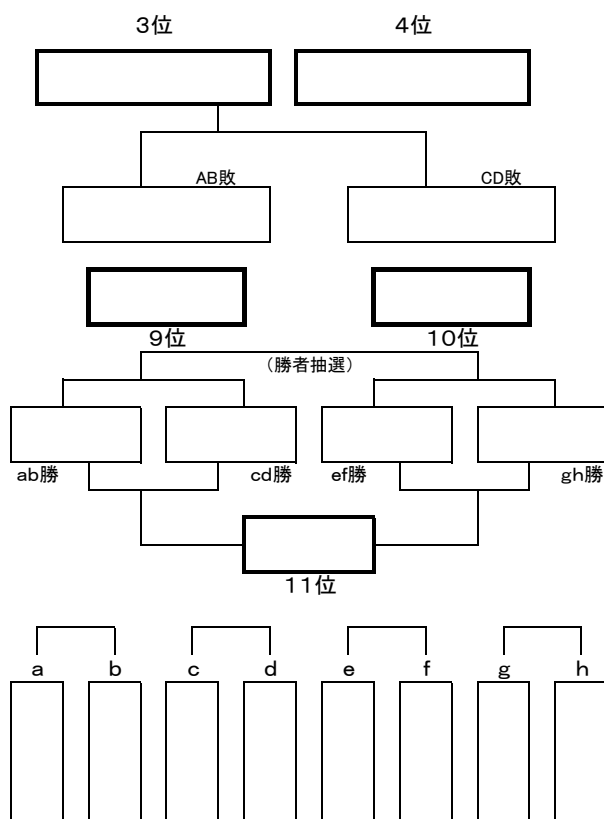 3位 4位
AB敗 CD敗
9位 10位
(勝者抽選)
ab勝 cd勝 ef勝 gh勝
11位
a b c d e f g h